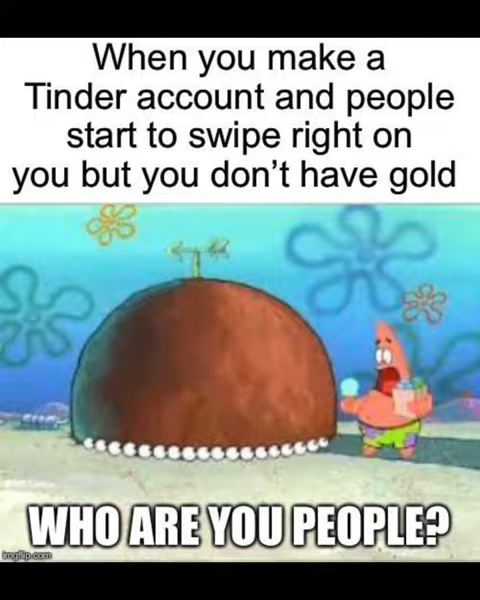 When you make a
Tinder account and people
start to swipe right on
you but you don’t have gold
WHO ARE YOU PEOPLE?
imgflip.com